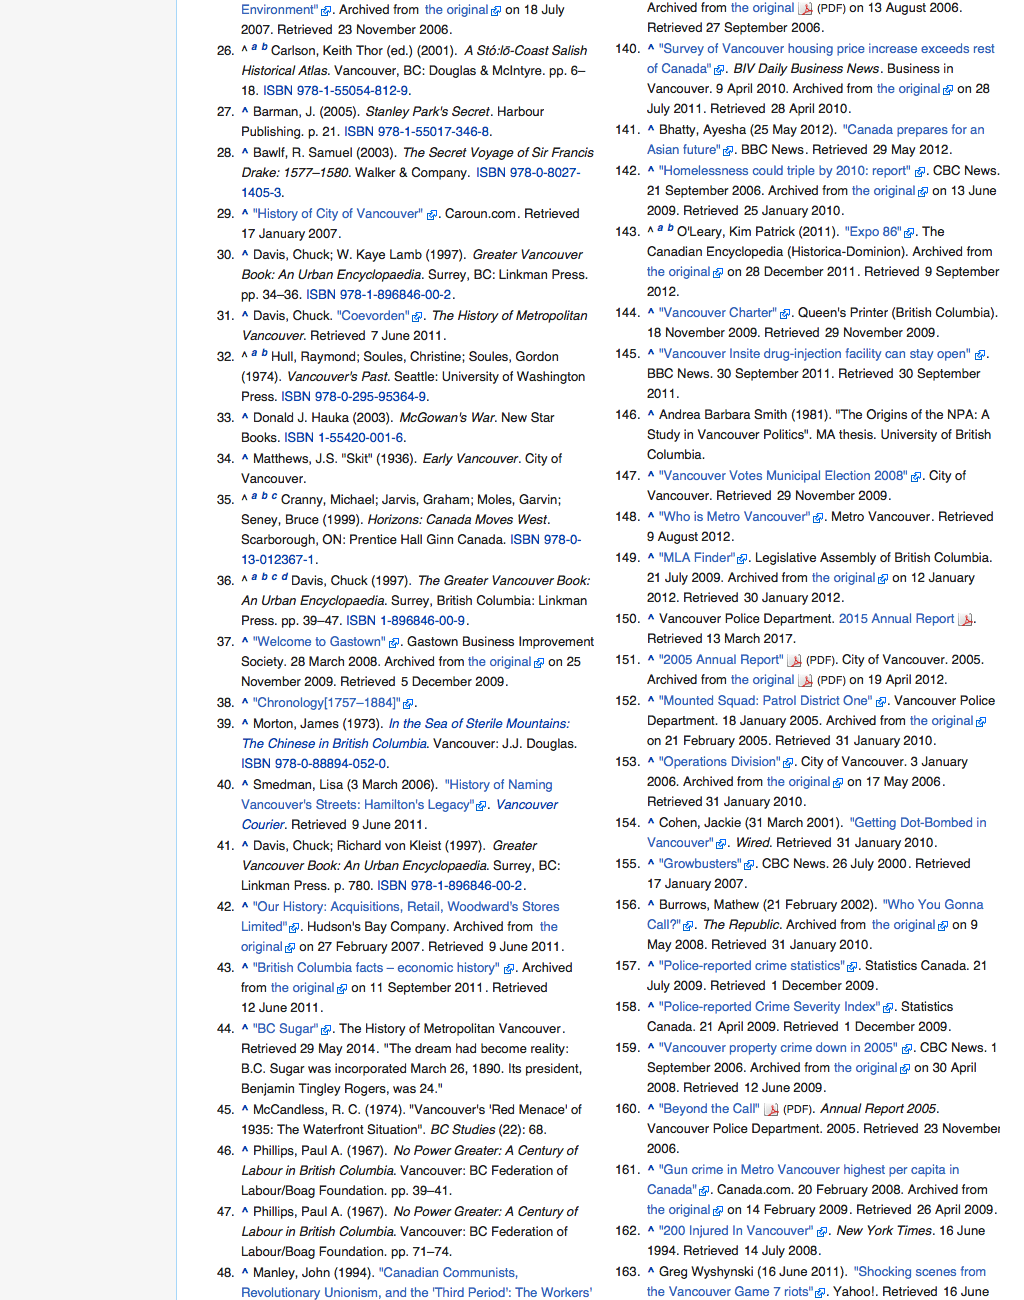 Environment". Archived from the original on 18 July
2007. Retrieved 23 November 2006.
26. ^ a b Carlson, Keith Thor (ed.) (2001). A Stó:lō-Coast Salish
Historical Atlas. Vancouver, BC: Douglas & McIntyre. pp. 6–
18. ISBN 978-1-55054-812-9.
27. ^ Barman, J. (2005). Stanley Park's Secret. Harbour
Publishing. p. 21. ISBN 978-1-55017-346-8.
28. ^ Bawlf, R. Samuel (2003). The Secret Voyage of Sir Francis
Drake: 1577–1580. Walker & Company. ISBN 978-0-8027-
1405-3.
29. ^ "History of City of Vancouver". Caroun.com. Retrieved
17 January 2007.
30. ^ Davis, Chuck; W. Kaye Lamb (1997). Greater Vancouver
Book: An Urban Encyclopaedia. Surrey, BC: Linkman Press.
pp. 34–36. ISBN 978-1-896846-00-2.
31. ^ Davis, Chuck. "Coevorden". The History of Metropolitan
Vancouver. Retrieved 7 June 2011.
32. ^ a b Hull, Raymond; Soules, Christine; Soules, Gordon
(1974). Vancouver's Past. Seattle: University of Washington
Press. ISBN 978-0-295-95364-9.
33. ^ Donald J. Hauka (2003). McGowan's War. New Star
Books. ISBN 1-55420-001-6.
34. ^ Matthews, J.S. "Skit" (1936). Early Vancouver. City of
Vancouver.
35. ^ a b c Cranny, Michael; Jarvis, Graham; Moles, Garvin;
Seney, Bruce (1999). Horizons: Canada Moves West.
Scarborough, ON: Prentice Hall Ginn Canada. ISBN 978-0-
13-012367-1.
36. ^ a b c d Davis, Chuck (1997). The Greater Vancouver Book:
An Urban Encyclopaedia. Surrey, British Columbia: Linkman
Press. pp. 39–47. ISBN 1-896846-00-9.
37. ^ "Welcome to Gastown". Gastown Business Improvement
Society. 28 March 2008. Archived from the original on 25
November 2009. Retrieved 5 December 2009.
38. ^ "Chronology[1757–1884]".
39. ^ Morton, James (1973). In the Sea of Sterile Mountains:
The Chinese in British Columbia. Vancouver: J.J. Douglas.
ISBN 978-0-88894-052-0.
40. ^ Smedman, Lisa (3 March 2006). "History of Naming
Vancouver's Streets: Hamilton's Legacy". Vancouver
Courier. Retrieved 9 June 2011.
41. ^ Davis, Chuck; Richard von Kleist (1997). Greater
Vancouver Book: An Urban Encyclopaedia. Surrey, BC:
Linkman Press. p. 780. ISBN 978-1-896846-00-2.
42. ^ "Our History: Acquisitions, Retail, Woodward's Stores
Limited". Hudson's Bay Company. Archived from the
original on 27 February 2007. Retrieved 9 June 2011.
43. ^ "British Columbia facts – economic history". Archived
from the original on 11 September 2011. Retrieved
12 June 2011.
44. ^ "BC Sugar". The History of Metropolitan Vancouver.
Retrieved 29 May 2014. "The dream had become reality:
B.C. Sugar was incorporated March 26, 1890. Its president,
Benjamin Tingley Rogers, was 24."
45. ^ McCandless, R. C. (1974). "Vancouver's 'Red Menace' of
1935: The Waterfront Situation". BC Studies (22): 68.
46. ^ Phillips, Paul A. (1967). No Power Greater: A Century of
Labour in British Columbia. Vancouver: BC Federation of
Labour/Boag Foundation. pp. 39–41.
47. ^ Phillips, Paul A. (1967). No Power Greater: A Century of
Labour in British Columbia. Vancouver: BC Federation of
Labour/Boag Foundation. pp. 71–74.
48. ^ Manley, John (1994). "Canadian Communists,
Revolutionary Unionism, and the 'Third Period': The Workers'
Archived from the original (PDF) on 13 August 2006.
Retrieved 27 September 2006.
140. ^ "Survey of Vancouver housing price increase exceeds rest
of Canada". BIV Daily Business News. Business in
Vancouver. 9 April 2010. Archived from the original on 28
July 2011. Retrieved 28 April 2010.
141. ^ Bhatty, Ayesha (25 May 2012). "Canada prepares for an
Asian future". BBC News. Retrieved 29 May 2012.
142. ^ "Homelessness could triple by 2010: report". CBC News.
21 September 2006. Archived from the original on 13 June
2009. Retrieved 25 January 2010.
143. ^ a b O'Leary, Kim Patrick (2011). "Expo 86". The
Canadian Encyclopedia (Historica-Dominion). Archived from
the original on 28 December 2011. Retrieved 9 September
2012.
144. ^ "Vancouver Charter". Queen's Printer (British Columbia).
18 November 2009. Retrieved 29 November 2009.
145. ^ "Vancouver Insite drug-injection facility can stay open".
BBC News. 30 September 2011. Retrieved 30 September
2011.
146. ^ Andrea Barbara Smith (1981). "The Origins of the NPA: A
Study in Vancouver Politics". MA thesis. University of British
Columbia.
147. ^ "Vancouver Votes Municipal Election 2008". City of
Vancouver. Retrieved 29 November 2009.
148. ^ "Who is Metro Vancouver". Metro Vancouver. Retrieved
9 August 2012.
149. ^ "MLA Finder". Legislative Assembly of British Columbia.
21 July 2009. Archived from the original on 12 January
2012. Retrieved 30 January 2012.
150. ^ Vancouver Police Department. 2015 Annual Report.
Retrieved 13 March 2017.
151. ^ "2005 Annual Report" (PDF). City of Vancouver. 2005.
Archived from the original (PDF) on 19 April 2012.
152. ^ "Mounted Squad: Patrol District One". Vancouver Police
Department. 18 January 2005. Archived from the original
on 21 February 2005. Retrieved 31 January 2010.
153. ^ "Operations Division". City of Vancouver. 3 January
2006. Archived from the original on 17 May 2006.
Retrieved 31 January 2010.
154. ^ Cohen, Jackie (31 March 2001). "Getting Dot-Bombed in
Vancouver". Wired. Retrieved 31 January 2010.
155. ^ "Growbusters". CBC News. 26 July 2000. Retrieved
17 January 2007.
156. ^ Burrows, Mathew (21 February 2002). "Who You Gonna
Call?". The Republic. Archived from the original on 9
May 2008. Retrieved 31 January 2010.
157. ^ "Police-reported crime statistics". Statistics Canada. 21
July 2009. Retrieved 1 December 2009.
158. ^ "Police-reported Crime Severity Index". Statistics
Canada. 21 April 2009. Retrieved 1 December 2009.
159. ^ "Vancouver property crime down in 2005". CBC News. 1
September 2006. Archived from the original on 30 April
2008. Retrieved 12 June 2009.
160. ^ "Beyond the Call" (PDF). Annual Report 2005.
Vancouver Police Department. 2005. Retrieved 23 November
2006.
161. ^ "Gun crime in Metro Vancouver highest per capita in
Canada". Canada.com. 20 February 2008. Archived from
the original on 14 February 2009. Retrieved 26 April 2009.
162. ^ "200 Injured In Vancouver". New York Times. 16 June
1994. Retrieved 14 July 2008.
163. ^ Greg Wyshynski (16 June 2011). "Shocking scenes from
the Vancouver Game 7 riots". Yahoo!. Retrieved 16 June